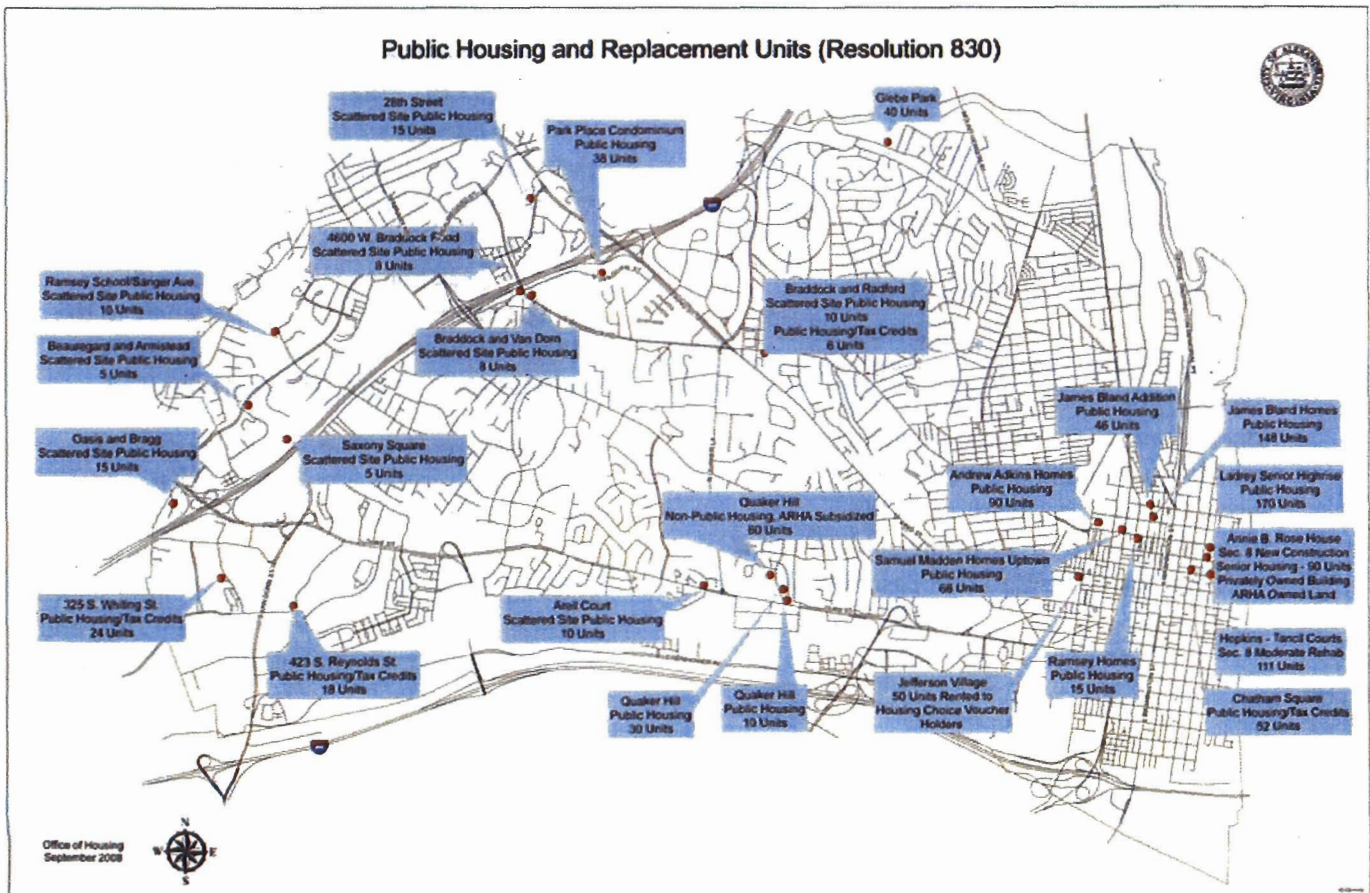 Public Housing and Replacement Units (Resolution 830)
CITY OF ALEXANDRIA
VIRGINIA
28th Street
Scattered Site Public Housing
15 Units
Park Place Condominium
Public Housing
38 Units
Glebe Park
40 Units
4600 W. Braddock Road
Scattered Site Public Housing
8 Units
Ramsey School/Sanger Ave.
Scattered Site Public Housing
10 Units
Braddock and Radford
Scattered Site Public Housing
10 Units
Public Housing/Tax Credits
6 Units
Beauregard and Armistead
Scattered Site Public Housing
5 Units
Braddock and Van Dorn
Scattered Site Public Housing
8 Units
James Bland Addition
Public Housing
46 Units
James Bland Homes
Public Housing
148 Units
Oasis and Bragg
Scattered Site Public Housing
15 Units
Saxony Square
Scattered Site Public Housing
5 Units
Andrew Adkins Homes
Public Housing
90 Units
Ladrey Senior Highrise
Public Housing
170 Units
Quaker Hill
Non-Public Housing, ARHA Subsidized
60 Units
Samuel Madden Homes Uptown
Public Housing
66 Units
Annie B. Rose House
Sec. 8 New Construction
Senior Housing - 90 Units
Privately Owned Building
ARHA Owned Land
325 S. Whiting St.
Public Housing/Tax Credits
24 Units
Arell Court
Scattered Site Public Housing
10 Units
423 S. Reynolds St.
Public Housing/Tax Credits
18 Units
Hopkins - Tancil Courts
Sec. 8 Moderate Rehab
111 Units
Quaker Hill
Public Housing
30 Units
Quaker Hill
Public Housing
10 Units
Jefferson Village
50 Units Rented to
Housing Choice Voucher
Holders
Ramsey Homes
Public Housing
15 Units
Chatham Square
Public Housing/Tax Credits
52 Units
Office of Housing
September 2008
N
W
E
S